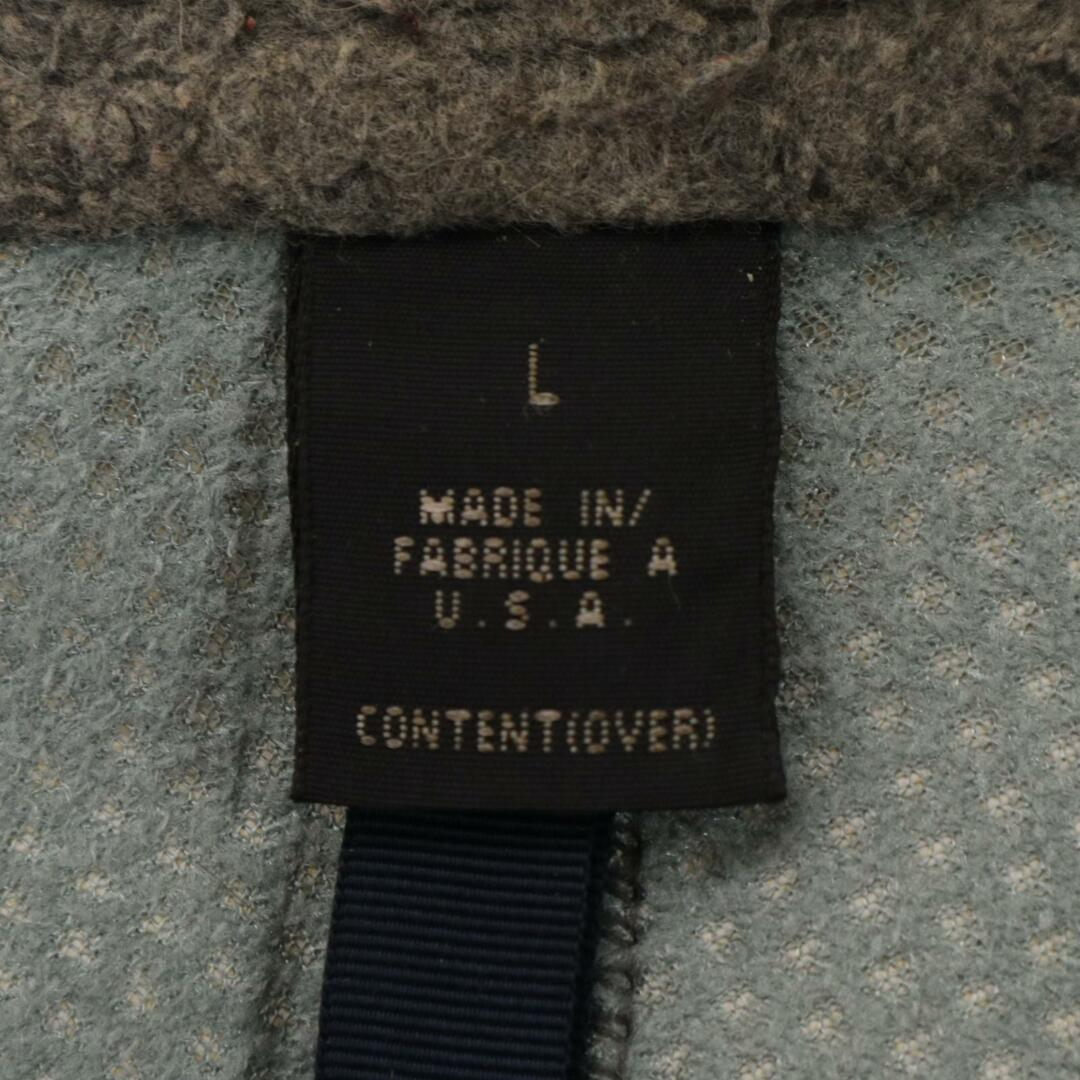 L
MADE IN/
FABRIQUE A
U.S.A.
CONTENT(OVER)